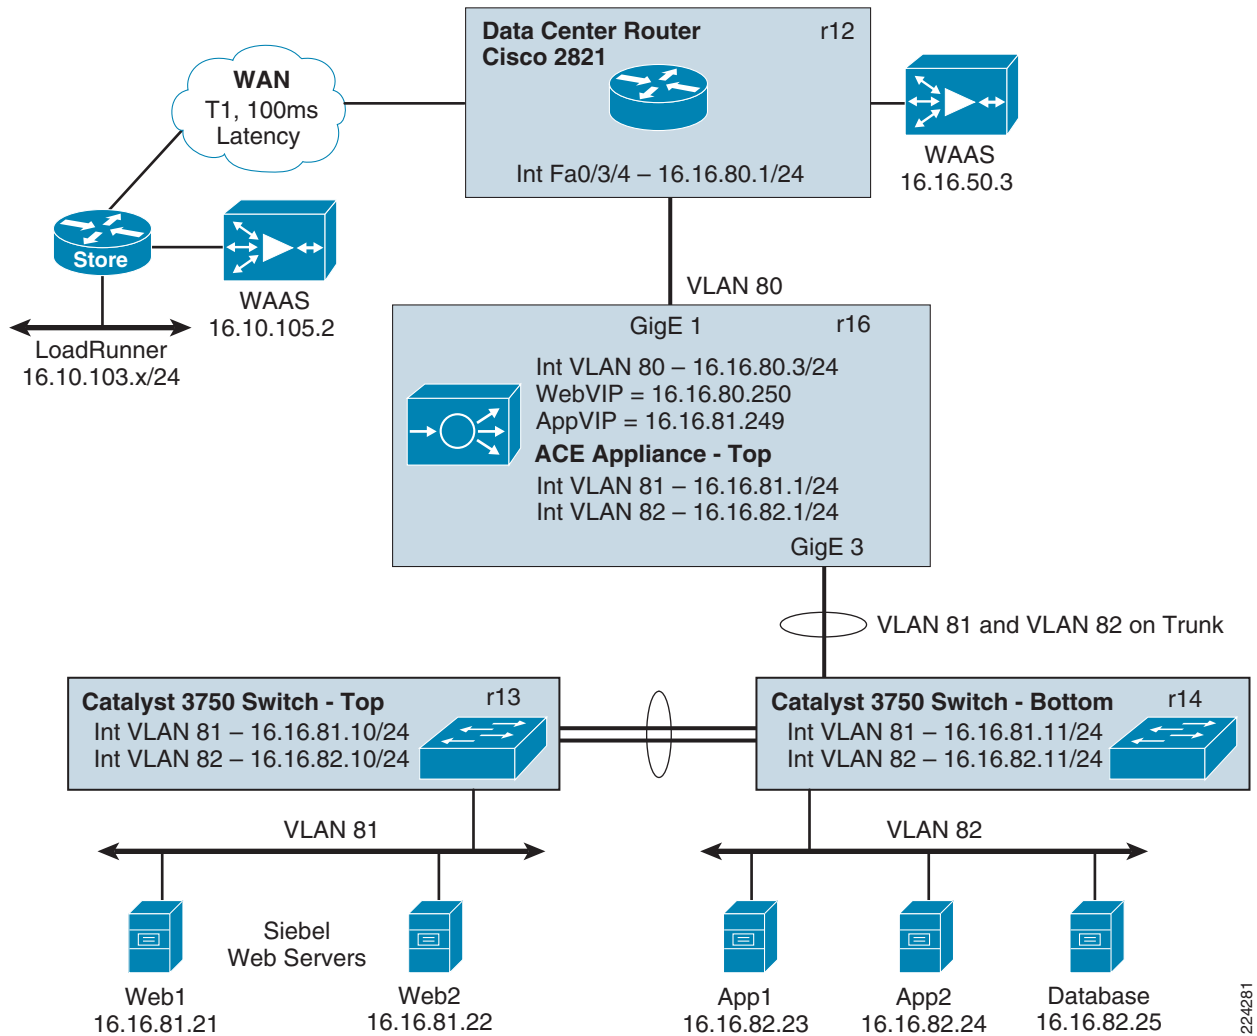 Data Center Router
Cisco 2821
r12
Int Fa0/3/4 – 16.16.80.1/24
WAN
T1, 100ms
Latency
WAAS
16.16.50.3
Store
WAAS
16.10.105.2
LoadRunner
16.10.103.x/24
VLAN 80
GigE 1
r16
Int VLAN 80 – 16.16.80.3/24
WebVIP = 16.16.80.250
AppVIP = 16.16.81.249
ACE Appliance - Top
Int VLAN 81 – 16.16.81.1/24
Int VLAN 82 – 16.16.82.1/24
GigE 3
VLAN 81 and VLAN 82 on Trunk
Catalyst 3750 Switch - Top
r13
Int VLAN 81 – 16.16.81.10/24
Int VLAN 82 – 16.16.82.10/24
Catalyst 3750 Switch - Bottom
r14
Int VLAN 81 – 16.16.81.11/24
Int VLAN 82 – 16.16.82.11/24
VLAN 81
VLAN 82
Siebel
Web Servers
Web1
16.16.81.21
Web2
16.16.81.22
App1
16.16.82.23
App2
16.16.82.24
Database
16.16.82.25
224281